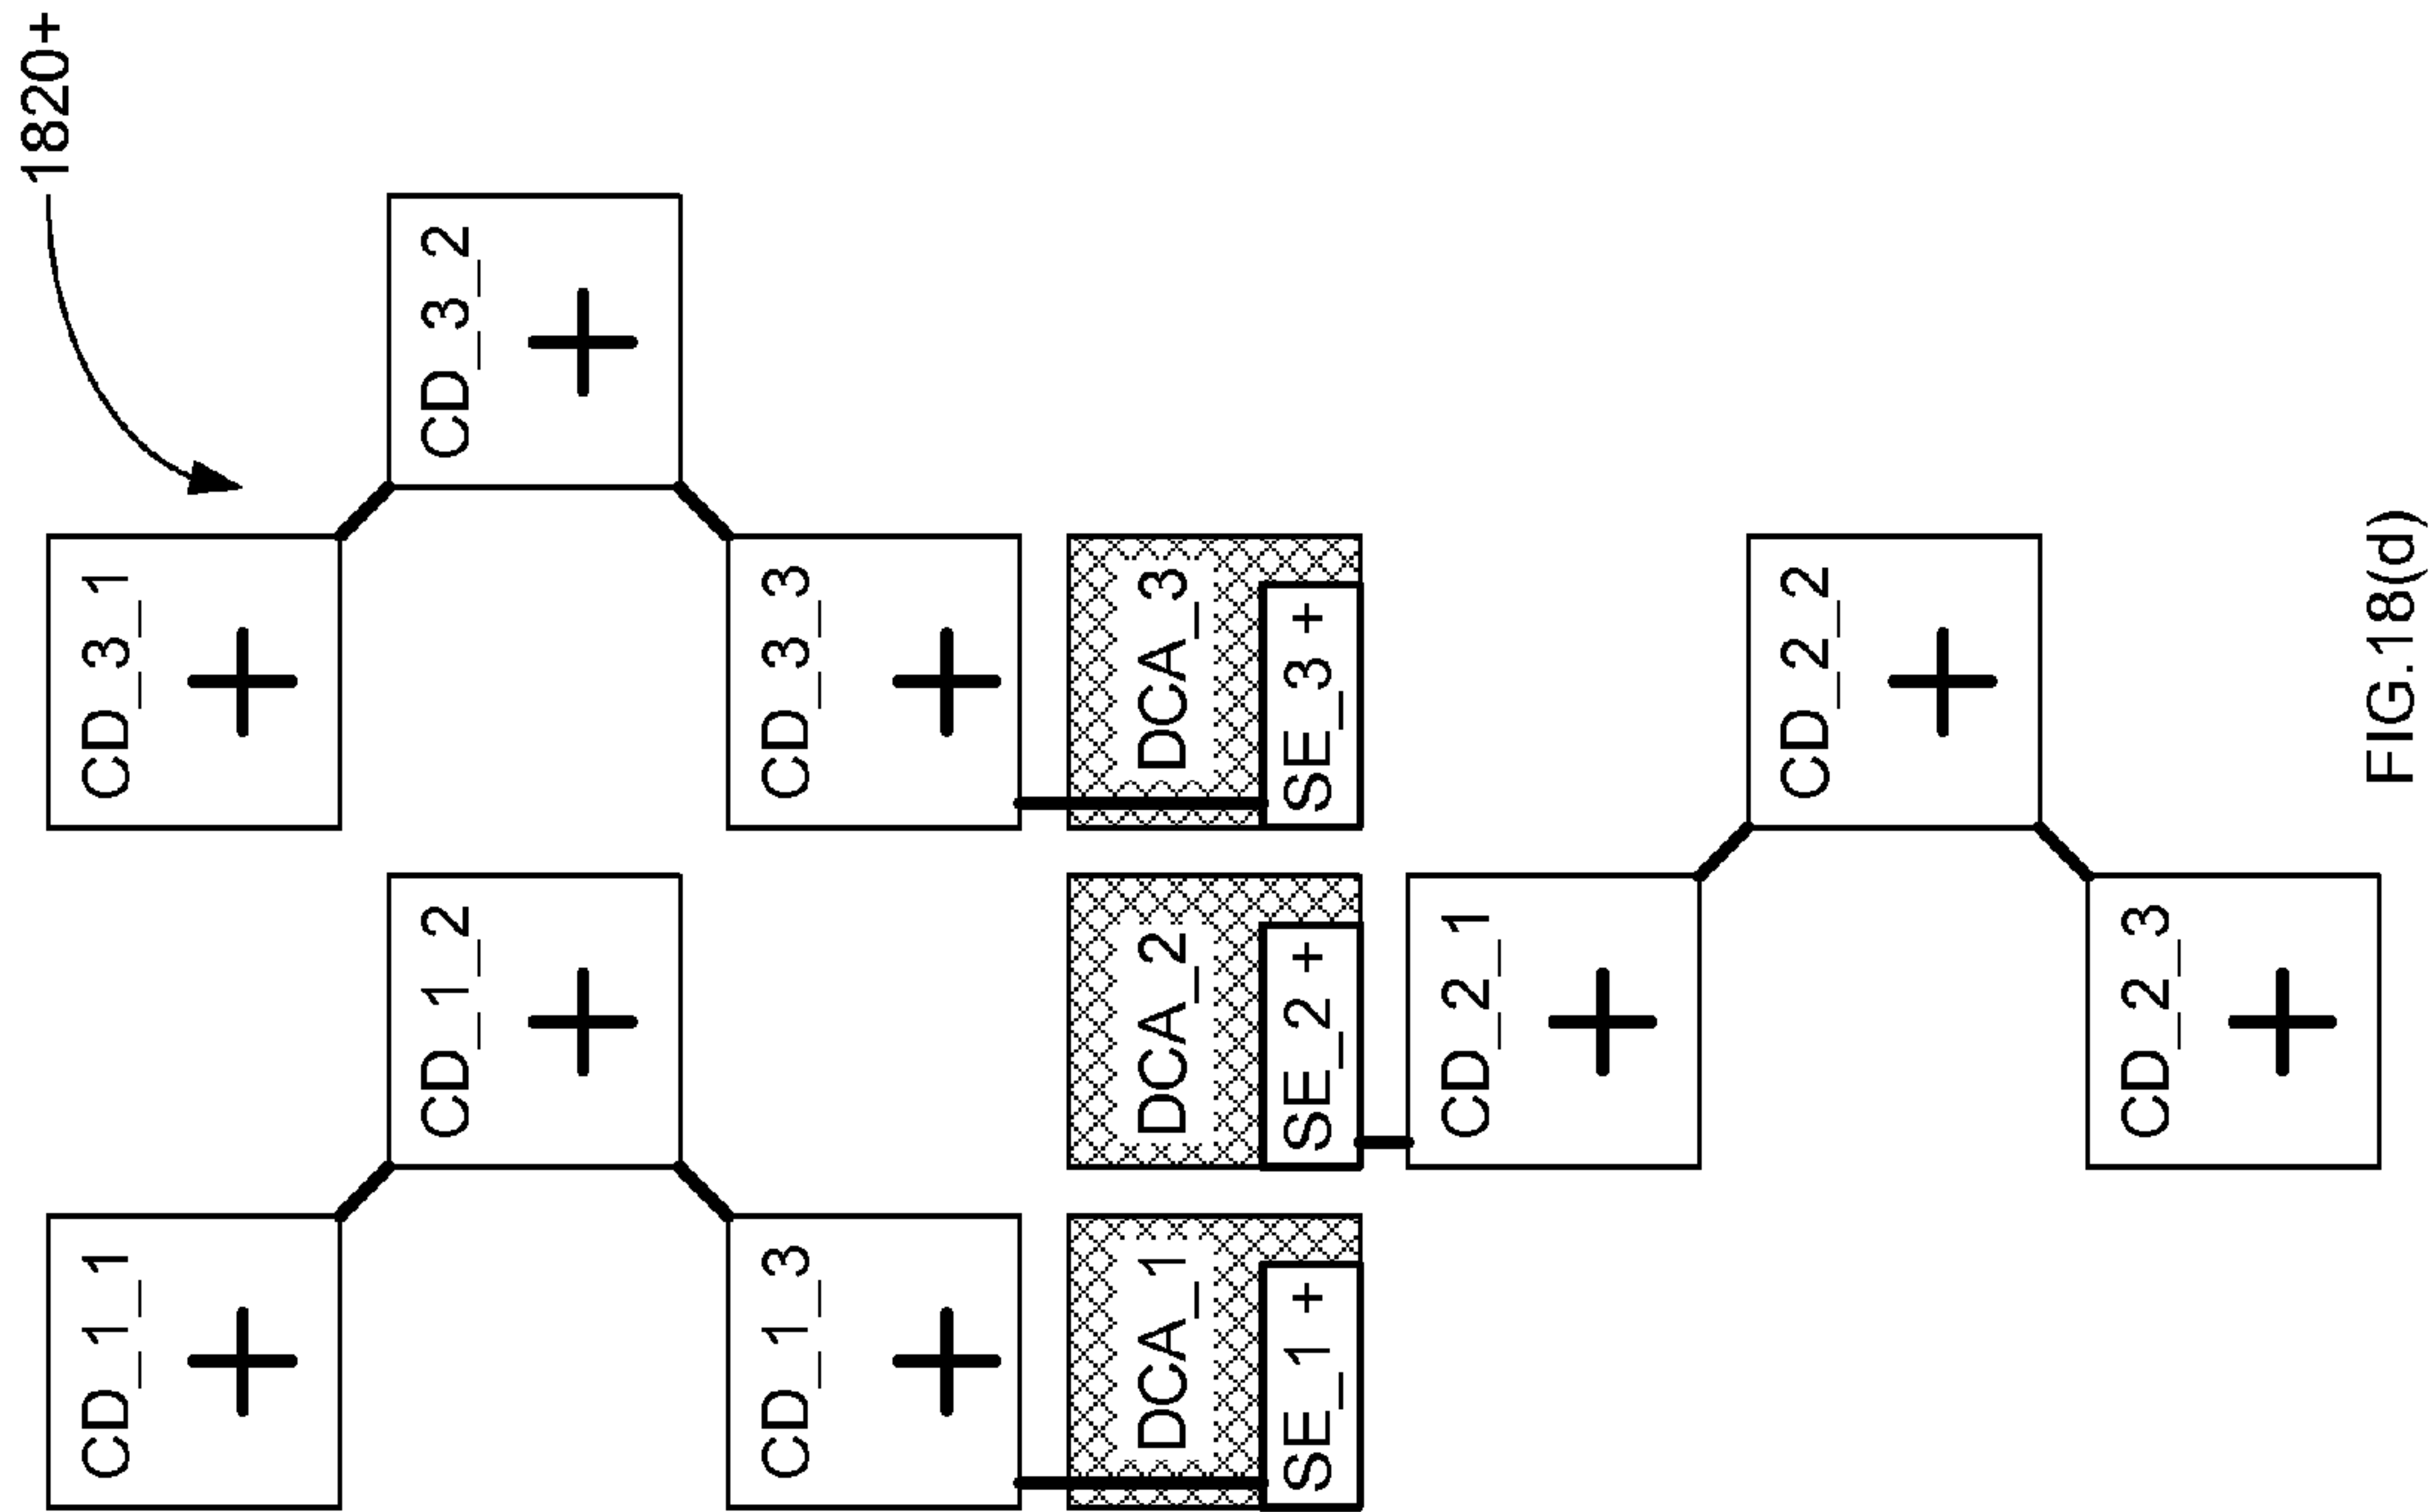 1820+
CD_1_1
+
CD_3_1
+
CD_1_2
+
CD_3_2
+
CD_1_3
+
CD_3_3
+
DCA_1
DCA_2
DCA_3
SE_1 +
SE_2 +
SE_3 +
CD_2_1
+
CD_2_2
+
CD_2_3
+
FIG.18(d)